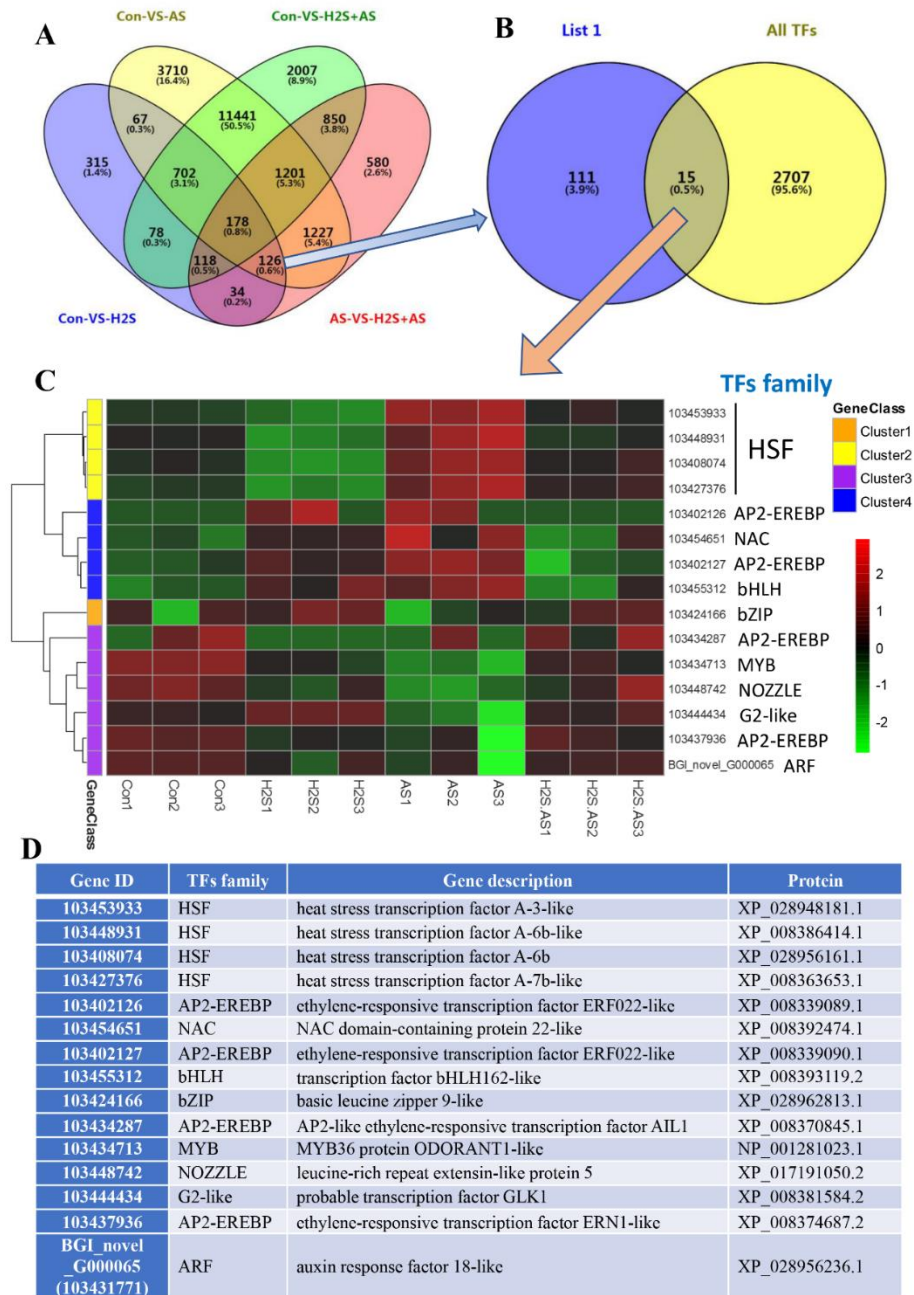 A
Con-VS-AS
Con-VS-H2S+AS
3710
(16.4%)
2007
(8.9%)
67
(0.3%)
11441
(50.5%)
850
(3.8%)
315
(1.4%)
702
(3.1%)
1201
(5.3%)
580
(2.6%)
178
(0.8%)
78
(0.3%)
1227
(5.4%)
118
(0.5%)
126
(0.6%)
34
(0.2%)
Con-VS-H2S
AS-VS-H2S+AS
B
List 1
All TFs
111
(3.9%)
15
(0.5%)
2707
(95.6%)
C
TFs family
103453933
103448931
103408074
103427376
HSF
103402126 AP2-EREBP
103454651 NAC
103402127 AP2-EREBP
103455312 bHLH
103424166 bZIP
103434287 AP2-EREBP
103434713 MYB
103448742 NOZZLE
103444434 G2-like
103437936 AP2-EREBP
BGI_novel_G000065 ARF
GeneClass
Cluster1
Cluster2
Cluster3
Cluster4
2
1
0
-1
-2
GeneClass
Con1
Con2
Con3
H2S1
H2S2
H2S3
AS1
AS2
AS3
H2S.AS1
H2S.AS2
H2S.AS3
D
Gene ID TFs family Gene description Protein
103453933 HSF heat stress transcription factor A-3-like XP_028948181.1
103448931 HSF heat stress transcription factor A-6b-like XP_008386414.1
103408074 HSF heat stress transcription factor A-6b XP_028956161.1
103427376 HSF heat stress transcription factor A-7b-like XP_008363653.1
103402126 AP2-EREBP ethylene-responsive transcription factor ERF022-like XP_008339089.1
103454651 NAC NAC domain-containing protein 22-like XP_008392474.1
103402127 AP2-EREBP ethylene-responsive transcription factor ERF022-like XP_008339090.1
103455312 bHLH transcription factor bHLH162-like XP_008393119.2
103424166 bZIP basic leucine zipper 9-like XP_028962813.1
103434287 AP2-EREBP AP2-like ethylene-responsive transcription factor AIL1 XP_008370845.1
103434713 MYB MYB36 protein ODORANT1-like NP_001281023.1
103448742 NOZZLE leucine-rich repeat extensin-like protein 5 XP_017191050.2
103444434 G2-like probable transcription factor GLK1 XP_008381584.2
103437936 AP2-EREBP ethylene-responsive transcription factor ERN1-like XP_008374687.2
BGI_novel
_G000065
(103431771)
ARF auxin response factor 18-like XP_028956236.1